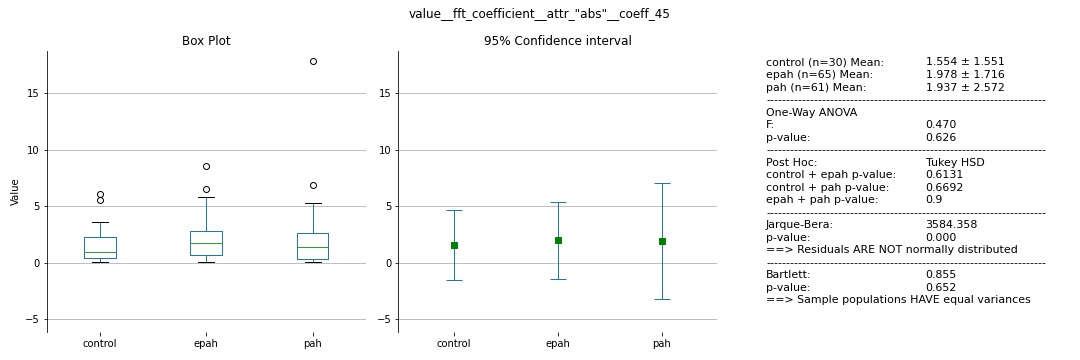 value__fft_coefficient__attr_"abs"__coeff_45
Box Plot
Value
15
10
5
0
−5
control epah pah
95% Confidence interval
15
10
5
0
−5
control epah pah
control (n=30) Mean: 1.554 ± 1.551
epah (n=65) Mean: 1.978 ± 1.716
pah (n=61) Mean: 1.937 ± 2.572
One-Way ANOVA
F: 0.470
p-value: 0.626
Post Hoc: Tukey HSD
control + epah p-value: 0.6131
control + pah p-value: 0.6692
epah + pah p-value: 0.9
Jarque-Bera: 3584.358
p-value: 0.000
==> Residuals ARE NOT normally distributed
Bartlett: 0.855
p-value: 0.652
==> Sample populations HAVE equal variances